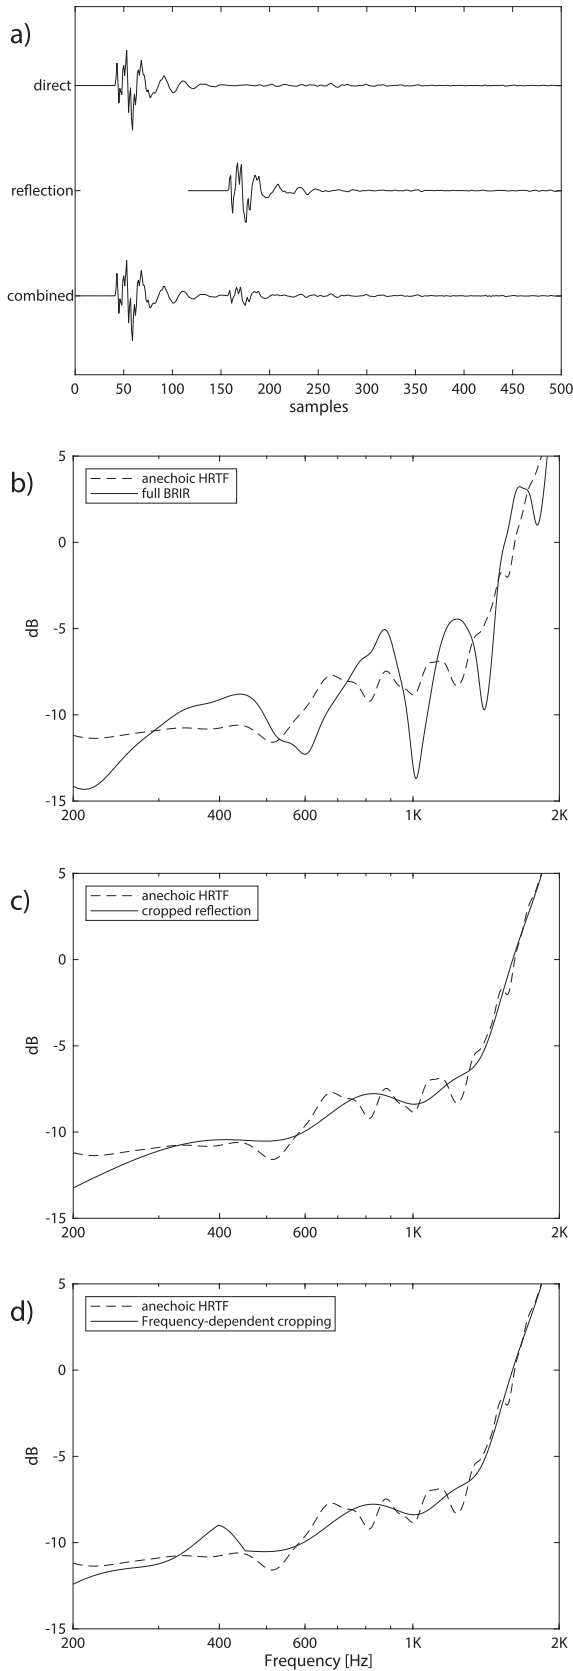 a)
direct
reflection
combined
0 50 100 150 200 250 300 350 400 450 500
samples
b)
anechoic HRTF
full BRIR
5
0
-5
-10
-15
dB
200 400 600 1K 2K
c)
anechoic HRTF
cropped reflection
5
0
-5
-10
-15
dB
200 400 600 1K 2K
d)
anechoic HRTF
Frequency-dependent cropping
5
0
-5
-10
-15
dB
200 400 600 1K 2K
Frequency [Hz]